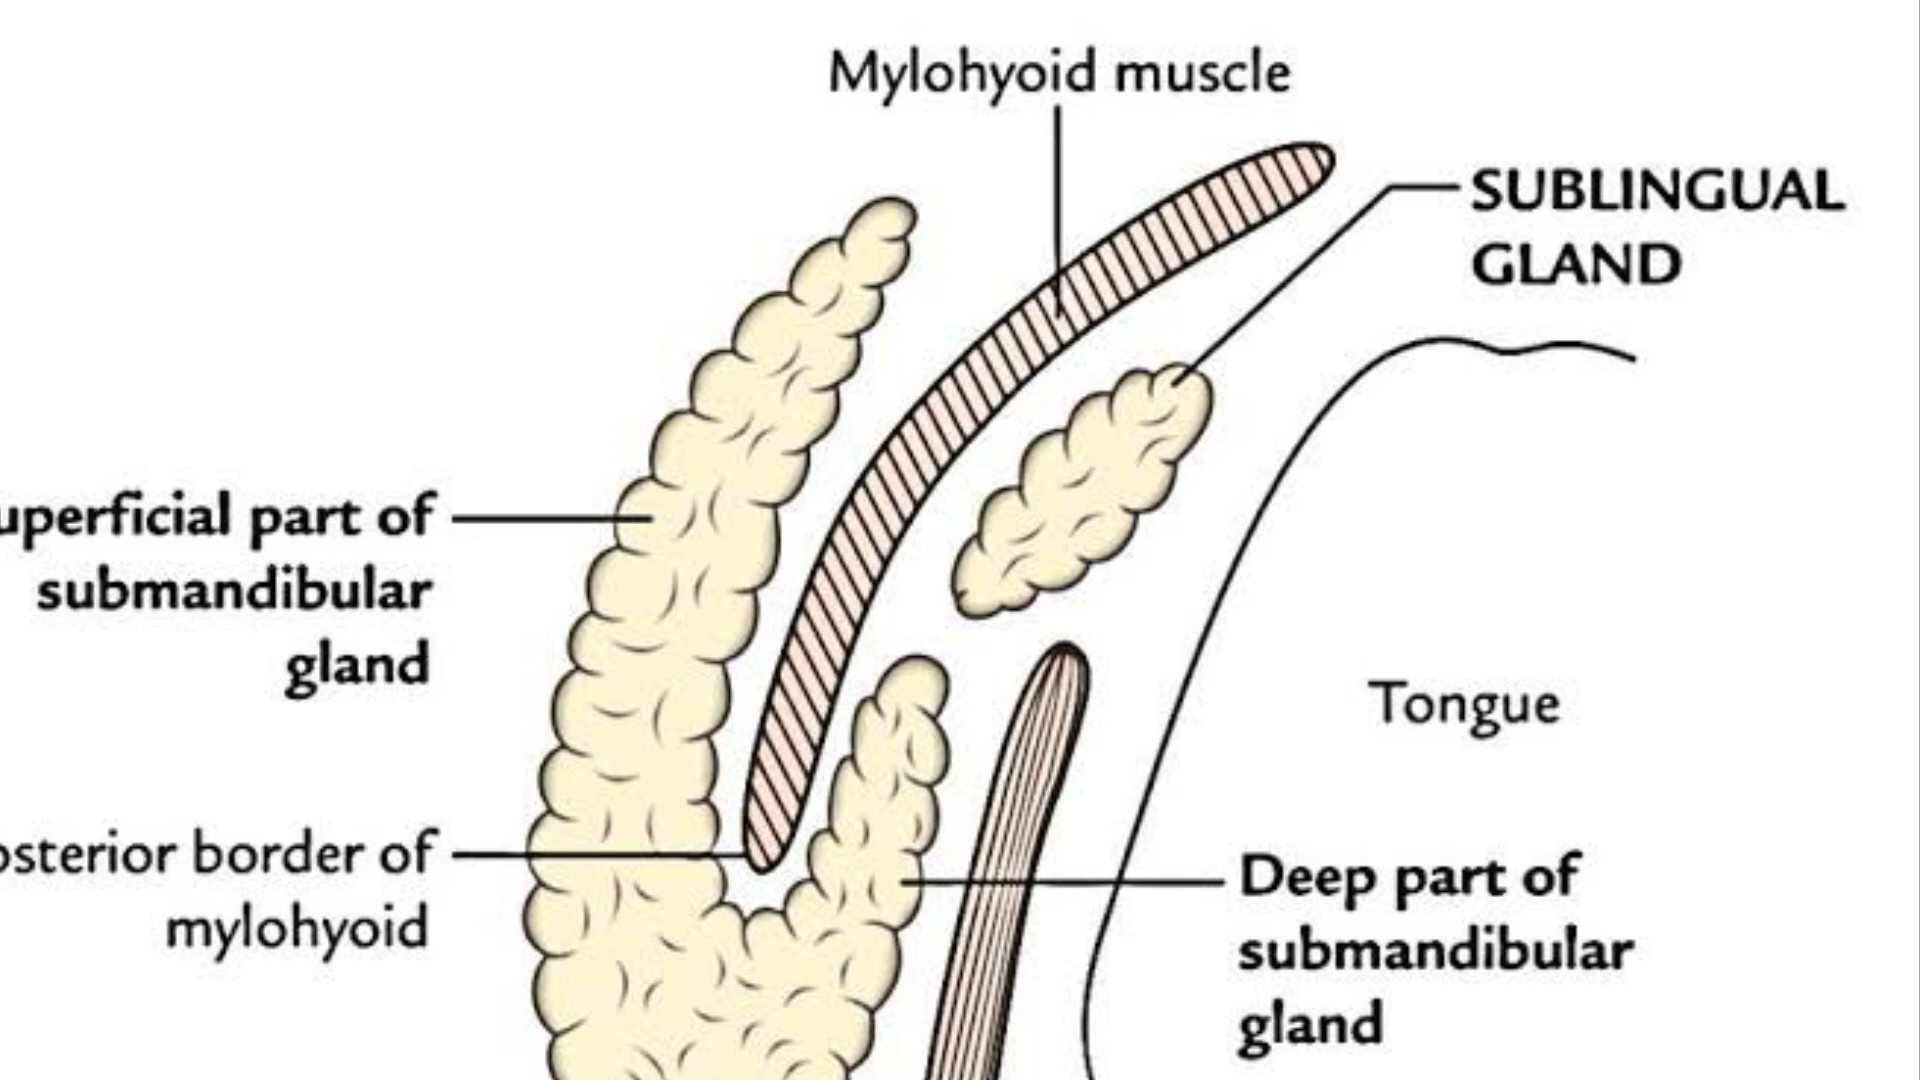 Mylohyoid muscle
SUBLINGUAL
GLAND
uperficial part of
submandibular
gland
Tongue
osterior border of
mylohyoid
Deep part of
submandibular
gland